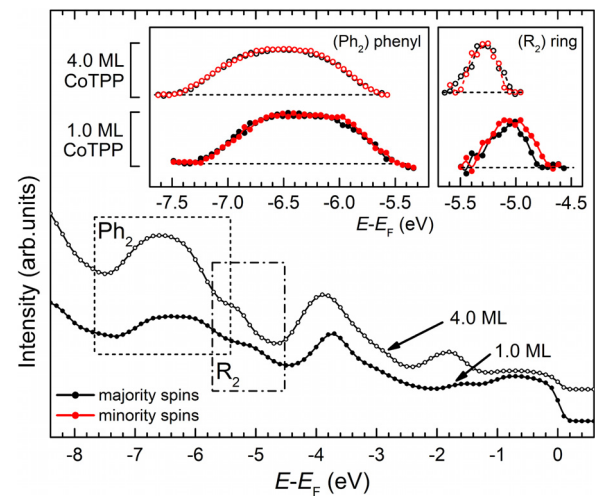 (Ph2) phenyl
(R2) ring
4.0 ML
CoTPP
1.0 ML
CoTPP
-7.5 -7.0 -6.5 -6.0 -5.5
E-EF (eV)
-5.5 -5.0 -4.5
Intensity (arb.units)
Ph2
R2
4.0 ML
1.0 ML
majority spins
minority spins
-8 -7 -6 -5 -4 -3 -2 -1 0
E-EF (eV)